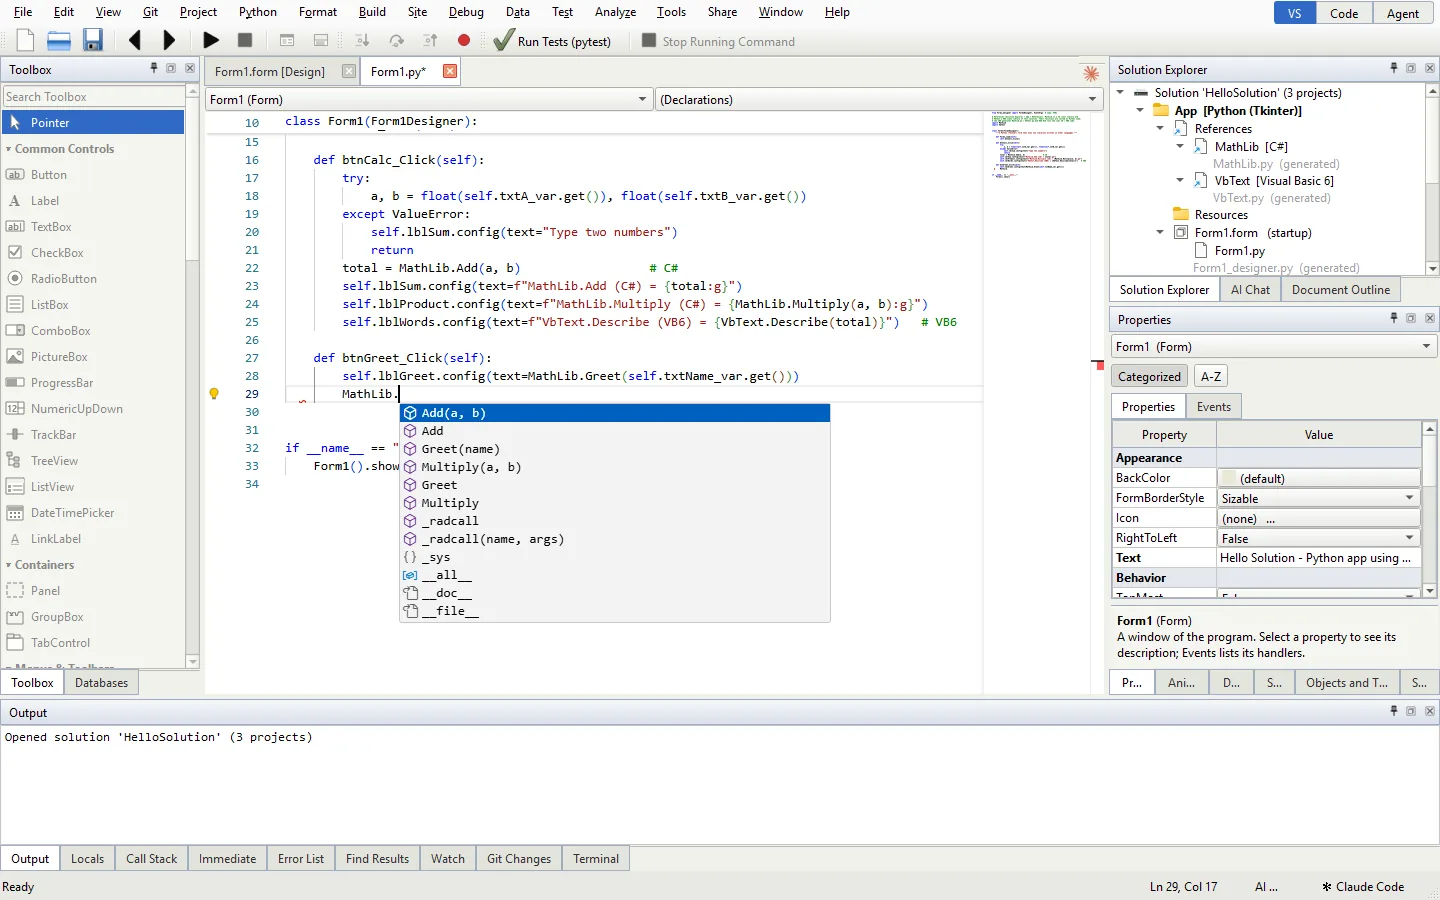 File Edit View Git Project Python Format Build Site Debug Data Test Analyze Tools Share Window Help
VS Code Agent
Run Tests (pytest) Stop Running Command
Toolbox
Search Toolbox
Pointer
Common Controls
Button
Label
TextBox
CheckBox
RadioButton
ListBox
ComboBox
PictureBox
ProgressBar
NumericUpDown
TrackBar
TreeView
ListView
DateTimePicker
LinkLabel
Containers
Panel
GroupBox
TabControl
Toolbox Databases
Form1.form [Design] Form1.py*
Form1 (Form) (Declarations)
10 class Form1(Form1Designer):
15
16 def btnCalc_Click(self):
17 try:
18 a, b = float(self.txtA_var.get()), float(self.txtB_var.get())
19 except ValueError:
20 self.lblSum.config(text="Type two numbers")
21 return
22 total = MathLib.Add(a, b) # C#
23 self.lblSum.config(text=f"MathLib.Add (C#) = {total:g}")
24 self.lblProduct.config(text=f"MathLib.Multiply (C#) = {MathLib.Multiply(a, b):g}")
25 self.lblWords.config(text=f"VbText.Describe (VB6) = {VbText.Describe(total)}") # VB6
26
27 def btnGreet_Click(self):
28 self.lblGreet.config(text=MathLib.Greet(self.txtName_var.get()))
29 MathLib.
30
31
32 if __name__ == "
33 Form1().show
34
Add(a, b)
Add
Greet(name)
Multiply(a, b)
Greet
Multiply
_radcall
_radcall(name, args)
_sys
__all__
__doc__
__file__
Solution Explorer
Solution 'HelloSolution' (3 projects)
App [Python (Tkinter)]
References
MathLib [C#]
MathLib.py (generated)
VbText [Visual Basic 6]
VbText.py (generated)
Resources
Form1.form (startup)
Form1.py
Form1_designer.py (generated)
Solution Explorer AI Chat Document Outline
Properties
Form1 (Form)
Categorized A-Z
Properties Events
Property Value
Appearance
BackColor (default)
FormBorderStyle Sizable
Icon (none) ...
RightToLeft False
Text Hello Solution - Python app using ...
Behavior
Form1 (Form)
A window of the program. Select a property to see its
description; Events lists its handlers.
Pr... Ani... D... S... Objects and T... S...
Output
Opened solution 'HelloSolution' (3 projects)
Output Locals Call Stack Immediate Error List Find Results Watch Git Changes Terminal
Ready Ln 29, Col 17 AI ... ✻ Claude Code